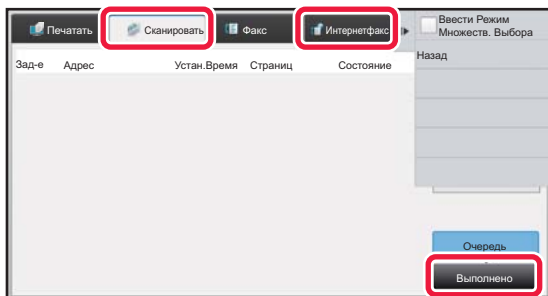 Печатать Сканировать Факс Интернетфакс
Ввести Режим
Множеств. Выбора
Назад
Зад-е Адрес Устан.Время Страниц Состояние
Очередь
Выполнено